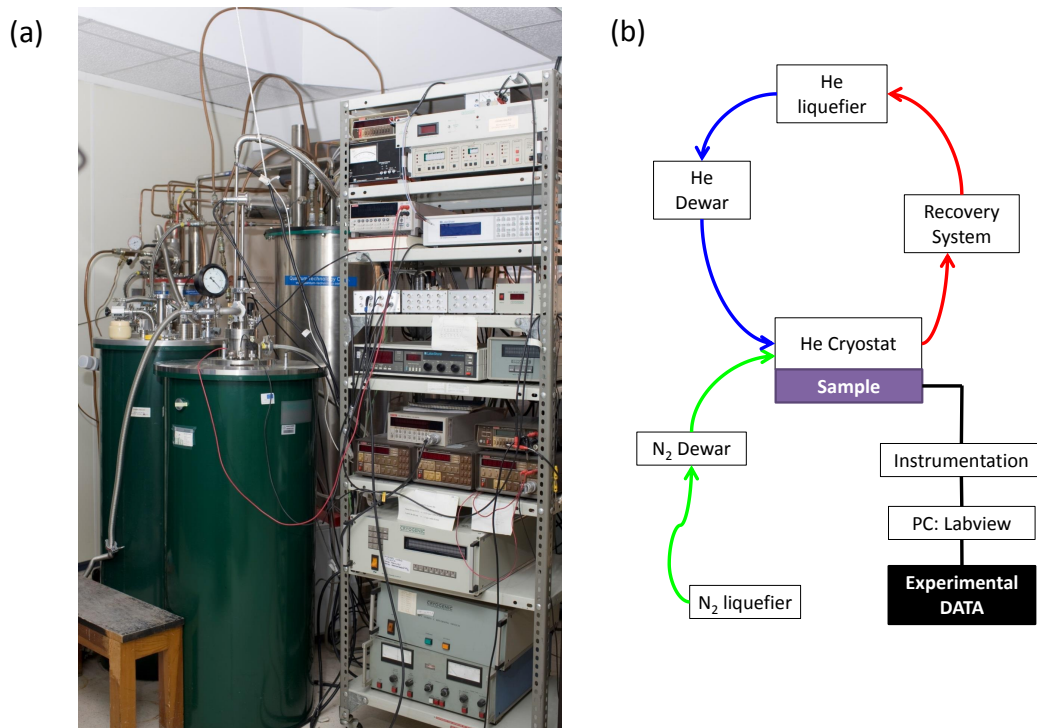 (a)
(b)
He
liquefier
He
Dewar
Recovery
System
He Cryostat
Sample
N₂ Dewar
Instrumentation
PC: Labview
N₂ liquefier
Experimental
DATA